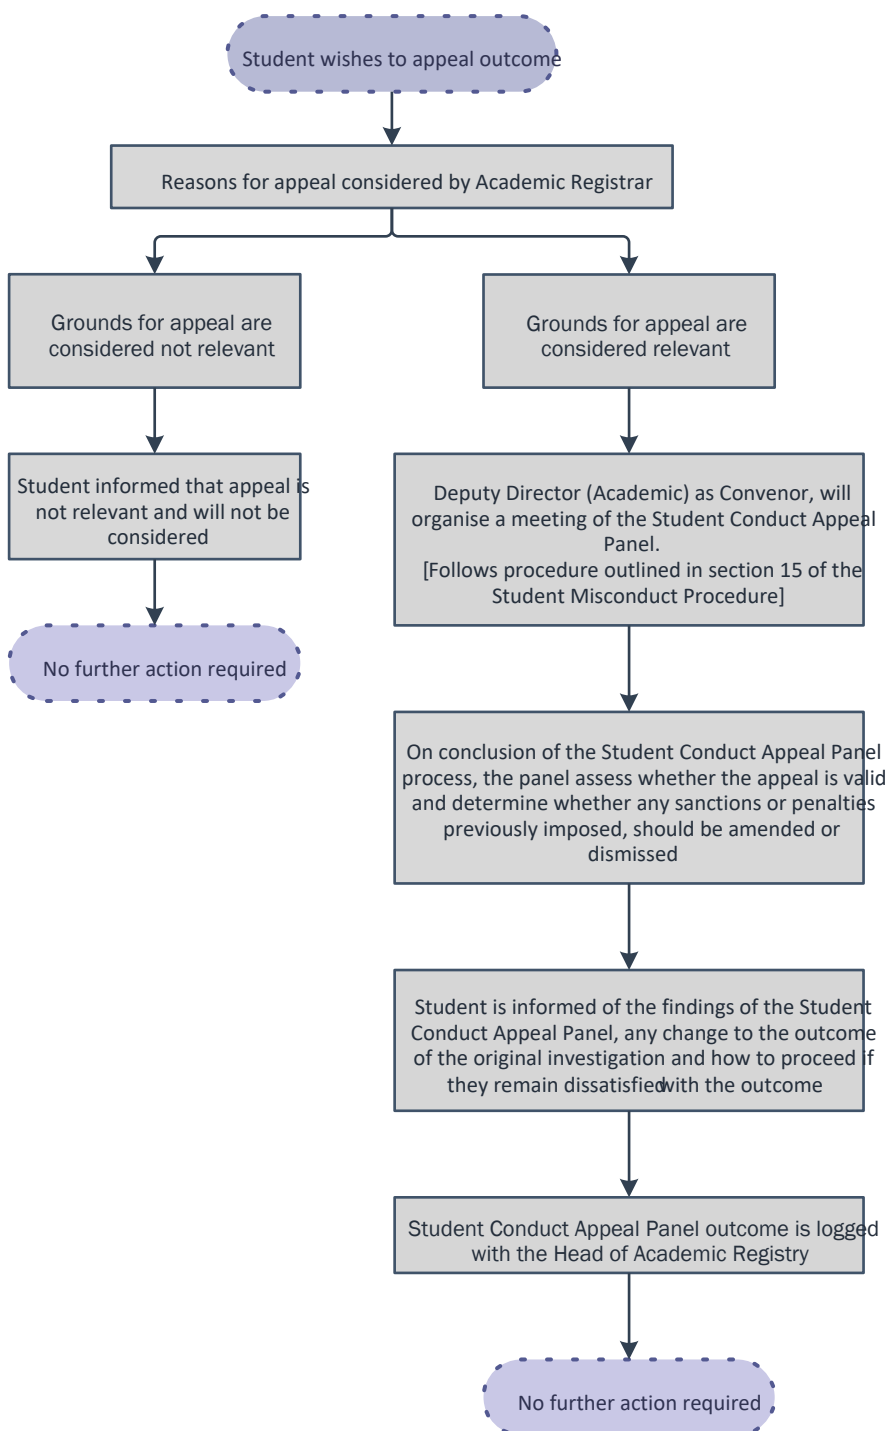 Student wishes to appeal outcome
Reasons for appeal considered by Academic Registrar
Grounds for appeal are
considered not relevant
Grounds for appeal are
considered relevant
Student informed that appeal is
not relevant and will not be
considered
Deputy Director (Academic) as Convenor, will
organise a meeting of the Student Conduct Appeal
Panel.
[Follows procedure outlined in section 15 of the
Student Misconduct Procedure]
No further action required
On conclusion of the Student Conduct Appeal Panel
process, the panel assess whether the appeal is valid
and determine whether any sanctions or penalties
previously imposed, should be amended or
dismissed
Student is informed of the findings of the Student
Conduct Appeal Panel, any change to the outcome
of the original investigation and how to proceed if
they remain dissatisfied with the outcome
Student Conduct Appeal Panel outcome is logged
with the Head of Academic Registry
No further action required